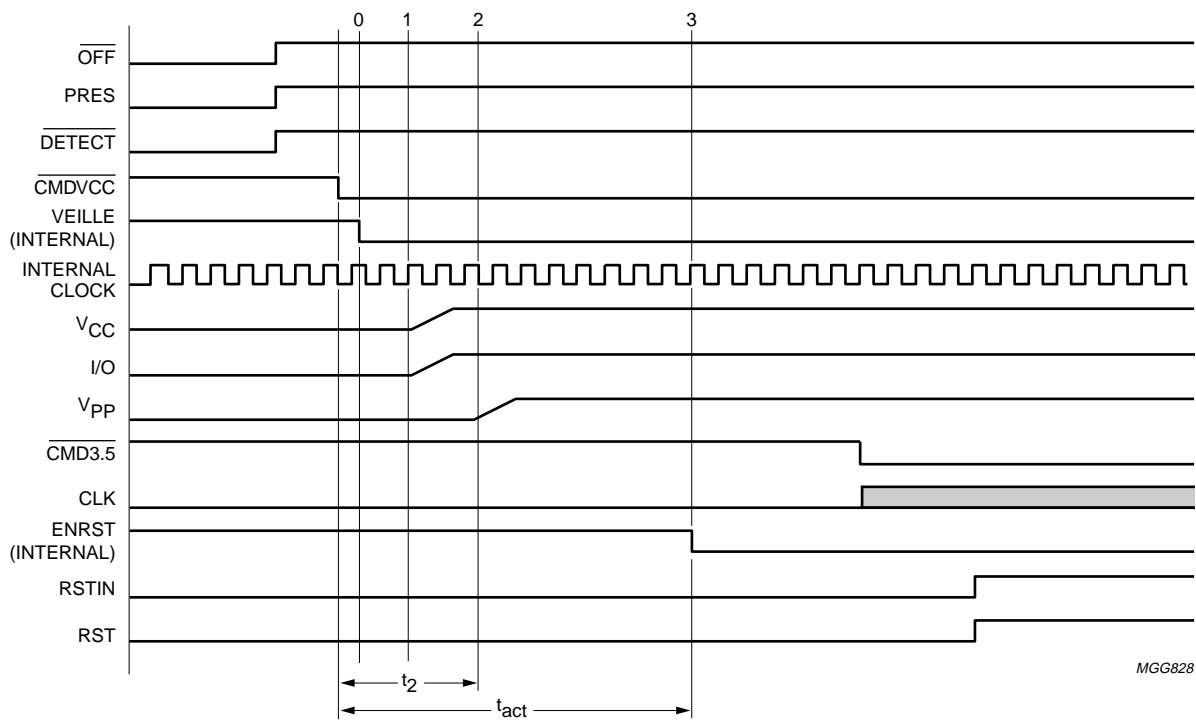 0 1 2 3
OFF
PRES
DETECT
CMDVCC
VEILLE
(INTERNAL)
INTERNAL
CLOCK
VCC
I/O
VPP
CMD3.5
CLK
ENRST
(INTERNAL)
RSTIN
RST
MGG828
t2
tact